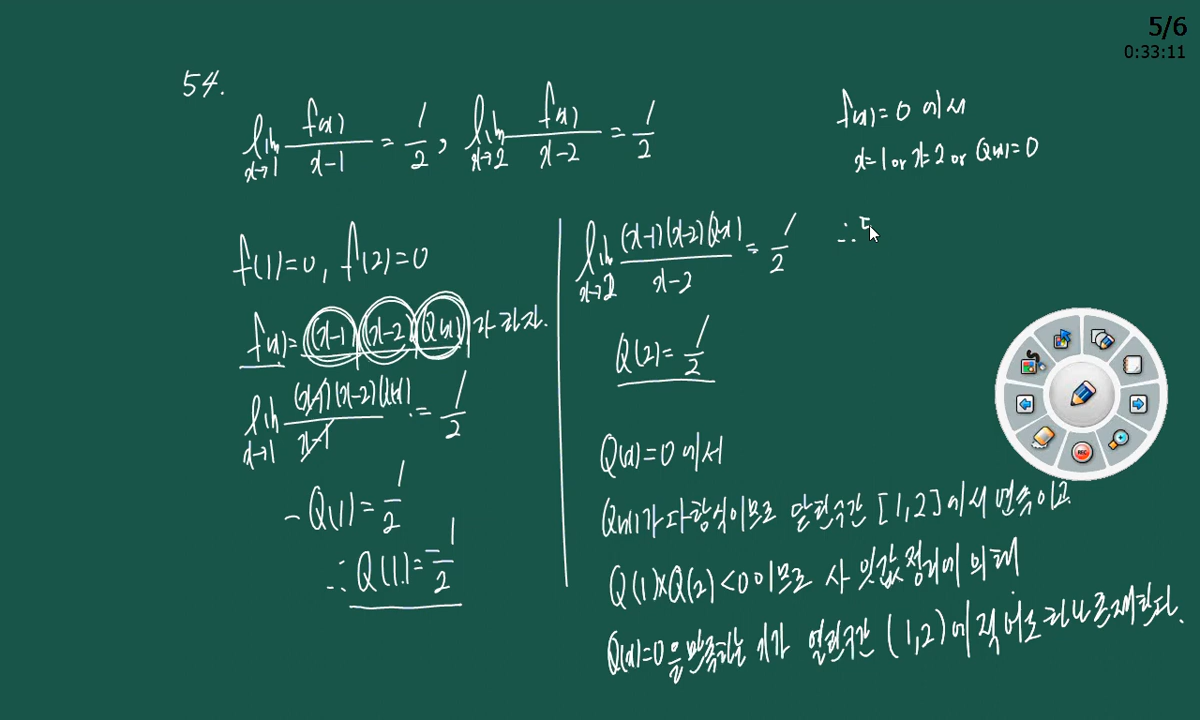 5/6
0:33:11
54.
lim x→1 f(x)/(x-1) = 1/2, lim x→2 f(x)/(x-2) = 1/2
f(1)=0, f(2)=0
f(x)=(x-1)(x-2)Q(x)라 하자.
lim x→1 (x-1)(x-2)Q(x)/(x-1) = 1/2
-Q(1)=1/2
∴ Q(1)=-1/2
lim x→2 (x-1)(x-2)Q(x)/(x-2) = 1/2
Q(2)=1/2
Q(x)=0에서
Q(x)가 다항식이므로 닫힌구간 [1,2]에서 연속이고
Q(1)×Q(2)<0이므로 사잇값 정리에 의해
Q(x)=0을 만족하는 x가 열린구간 (1,2)에 적어도 하나 존재한다.
f(x)=0에서
x=1 or x=2 or Q(x)=0
∴
REC